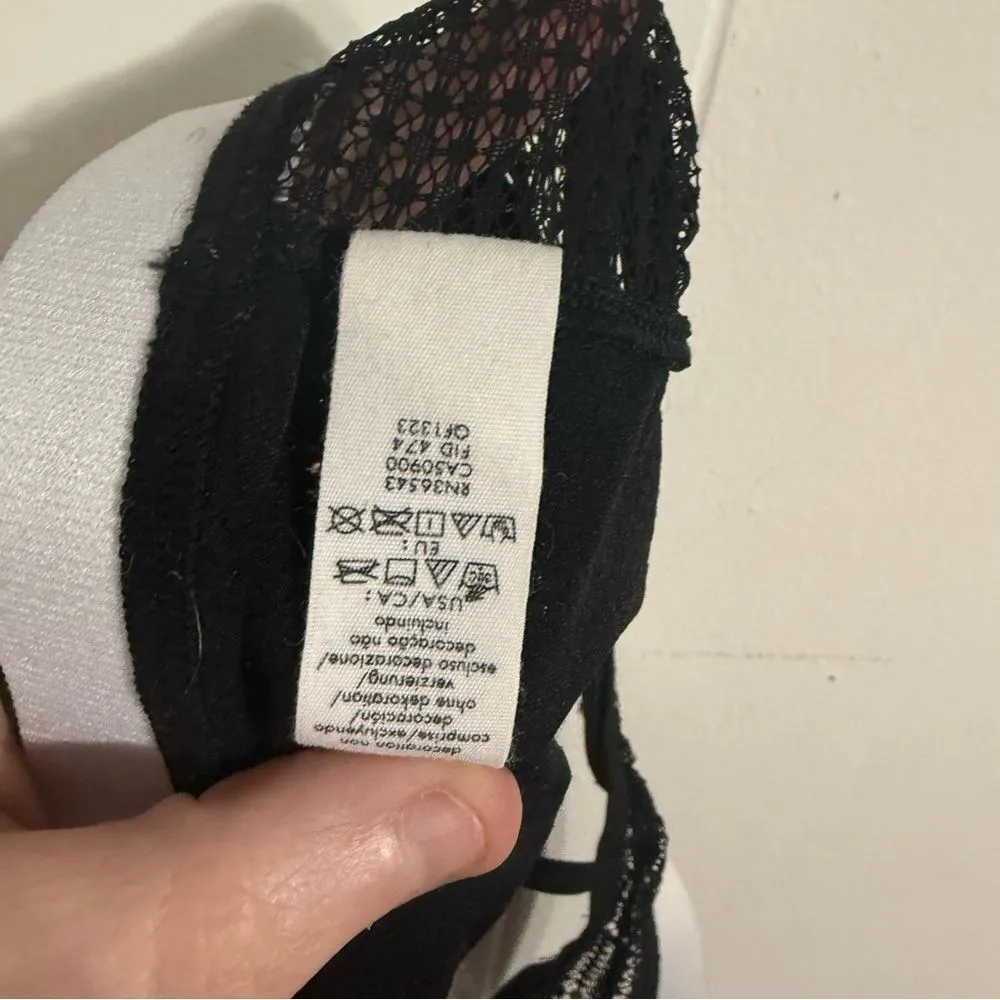 decoration non
comprise/excluyendo
decoración/
ohne dekoration/
verzierung/
escluso decorazione/
decoração não
incluindo
USA/CA:
30C
EU:
RN36543
CA50900
FID 474
QF1323